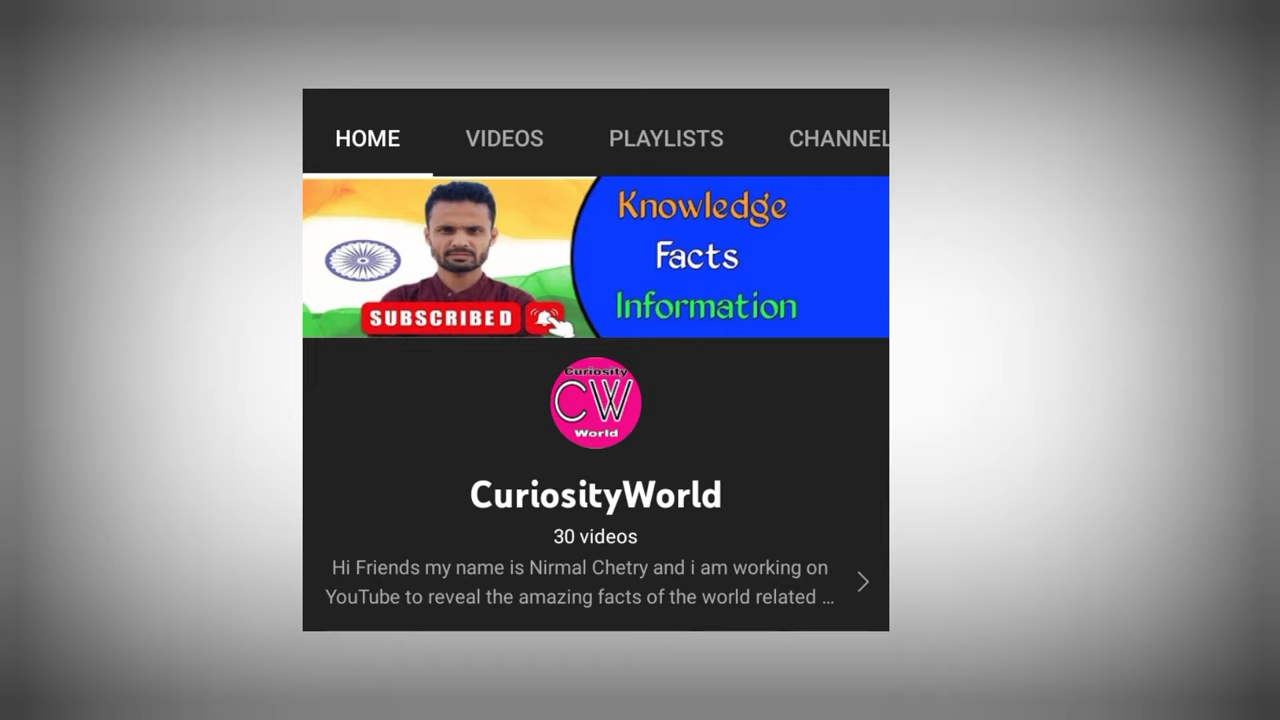 HOME VIDEOS PLAYLISTS CHANNEL
Knowledge
Facts
Information
SUBSCRIBED
Curiosity
CW
World
CuriosityWorld
30 videos
Hi Friends my name is Nirmal Chetry and i am working on
YouTube to reveal the amazing facts of the world related ...